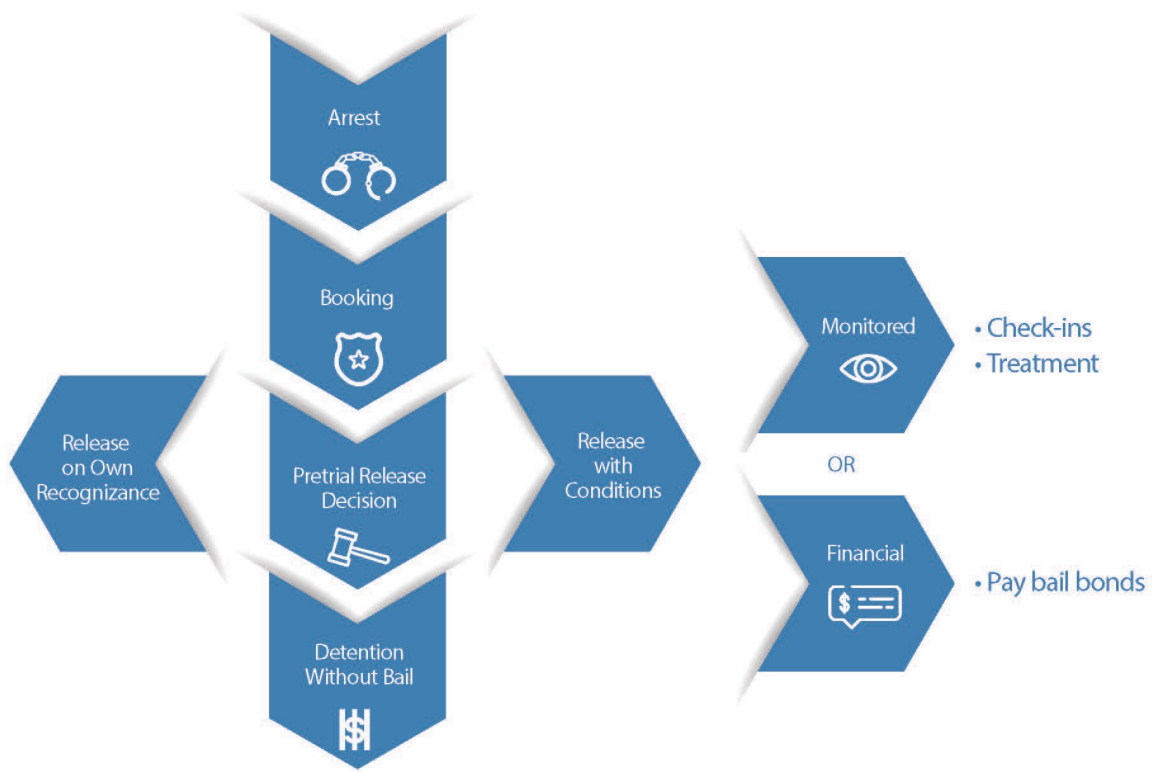 Arrest
Booking
Release
on Own
Recognizance
Pretrial Release
Decision
Release
with
Conditions
Detention
Without Bail
$
Monitored
• Check-ins
• Treatment
OR
Financial
$
• Pay bail bonds